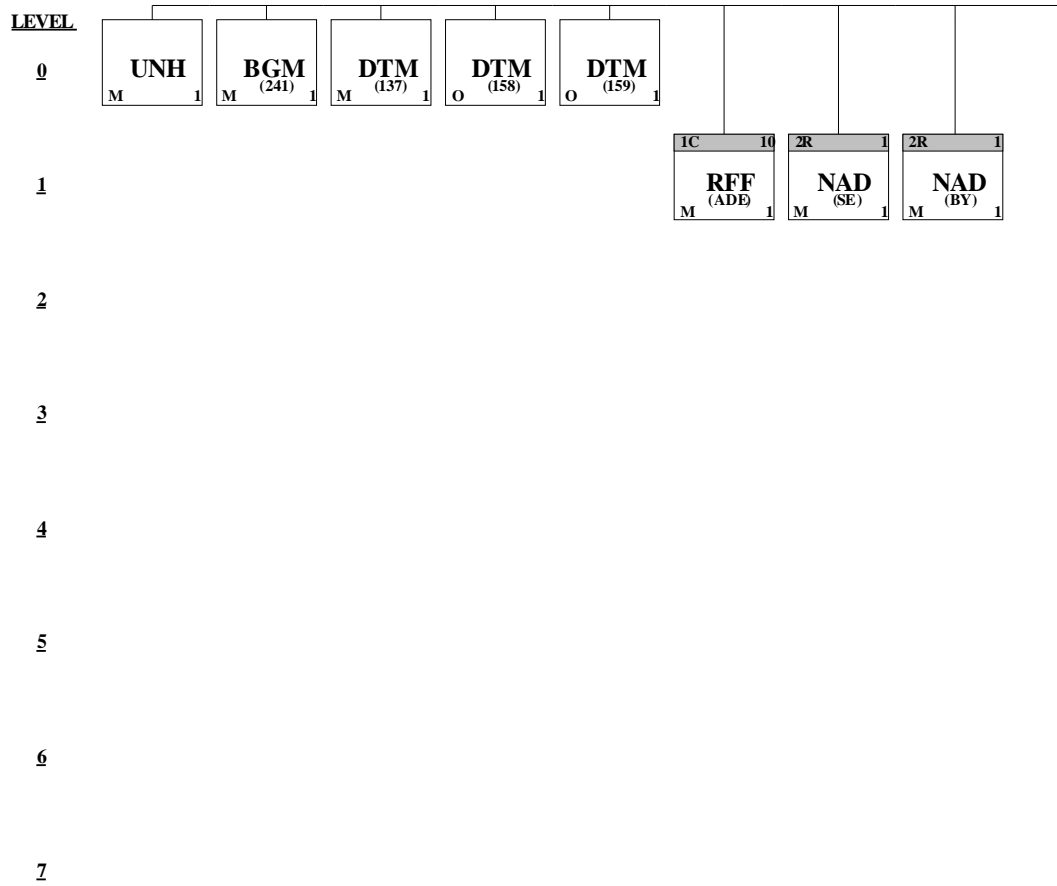 LEVEL
0
UNH
M 1
BGM
(241)
M 1
DTM
(137)
M 1
DTM
(158)
O 1
DTM
(159)
O 1
1
1C 10
RFF
(ADE)
M 1
2R 1
NAD
(SE)
M 1
2R 1
NAD
(BY)
M 1
2
3
4
5
6
7